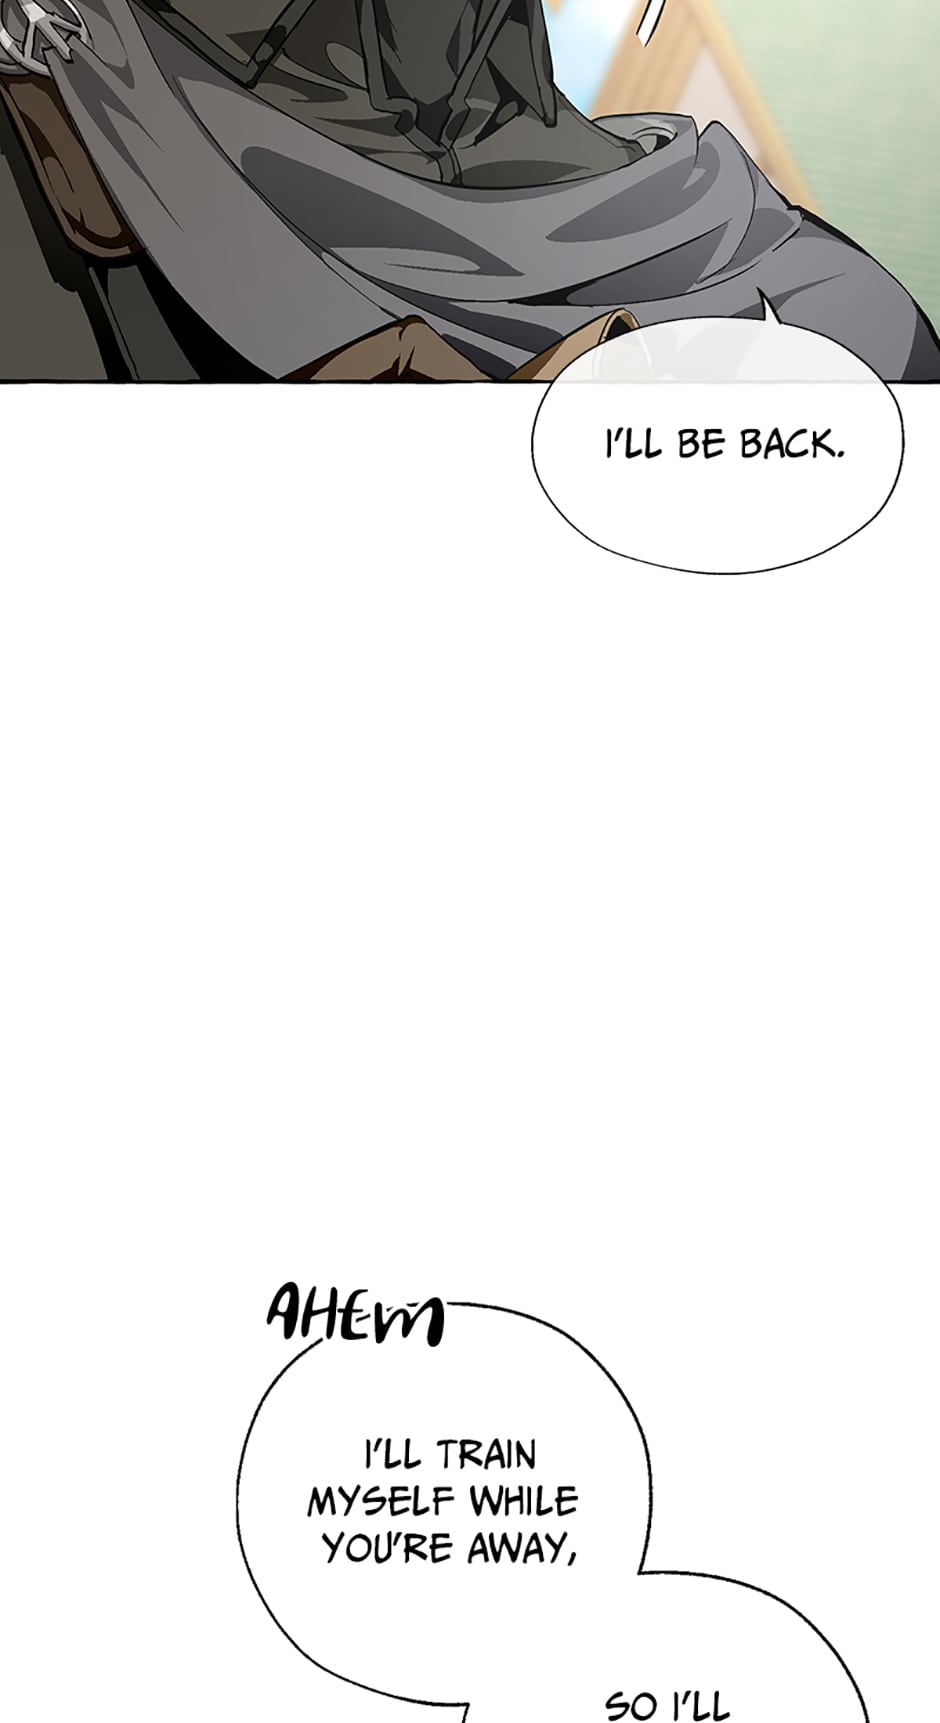 I'LL BE BACK.
AHEM
I'LL TRAIN
MYSELF WHILE
YOU'RE AWAY,
SO I'LL